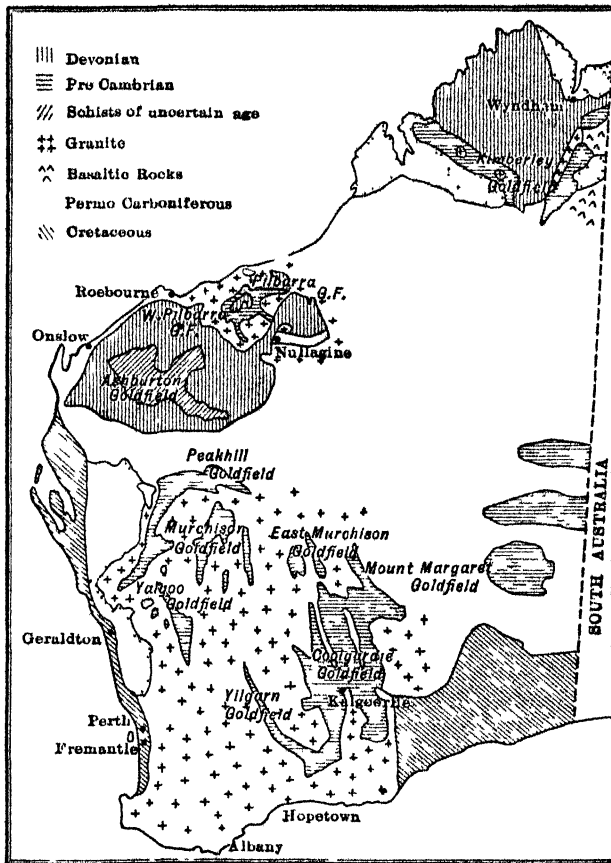 Devonian
Pre Cambrian
Schists of uncertain age
Granite
Basaltic Rocks
Permo Carboniferous
Cretaceous
Wyndham
Kimberley
Goldfield
Pilbarra
G.F.
Roebourne
W. Pilbarra
G.F.
Onslow
Nullagine
Ashburton
Goldfield
Peakhill
Goldfield
Murchison
Goldfield
East Murchison
Goldfield
Mount Margaret
Goldfield
Yalgoo
Goldfield
SOUTH AUSTRALIA
Geraldton
Coolgardie
Goldfield
Yilgarn
Goldfield
Kalgoorlie
Perth
Fremantle
Hopetown
Albany